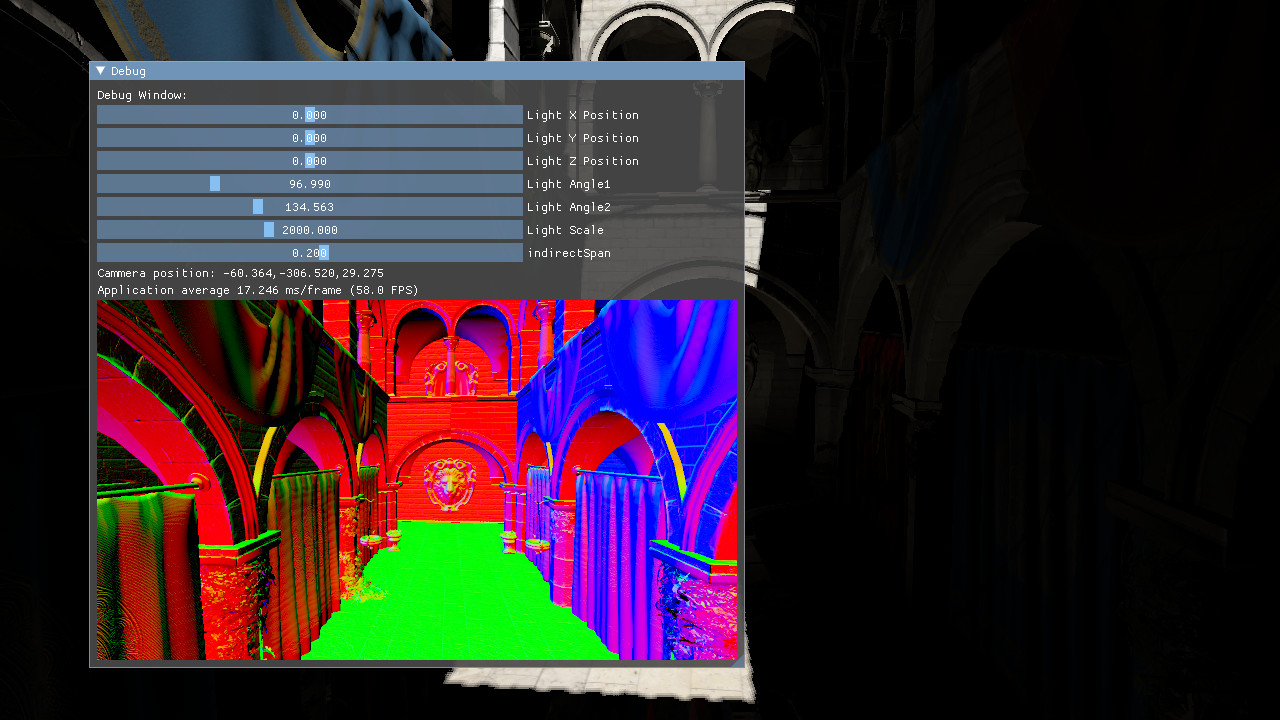 Debug
Debug Window:
0.000 Light X Position
0.000 Light Y Position
0.000 Light Z Position
96.990 Light Angle1
134.563 Light Angle2
2000.000 Light Scale
0.200 indirectSpan
Cammera position: -60.364,-306.520,29.275
Application average 17.246 ms/frame (58.0 FPS)